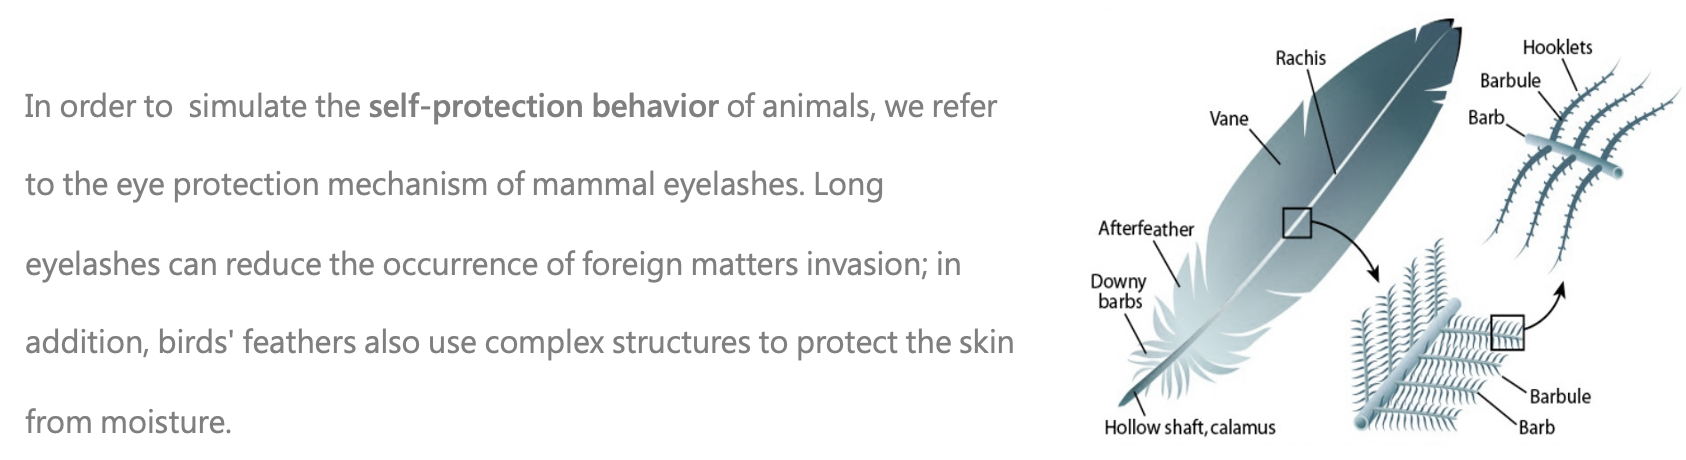 In order to  simulate the self-protection behavior of animals, we refer
to the eye protection mechanism of mammal eyelashes. Long
eyelashes can reduce the occurrence of foreign matters invasion; in
addition, birds' feathers also use complex structures to protect the skin
from moisture.
Rachis
Vane
Afterfeather
Downy
barbs
Hollow shaft, calamus
Hooklets
Barbule
Barb
Barbule
Barb